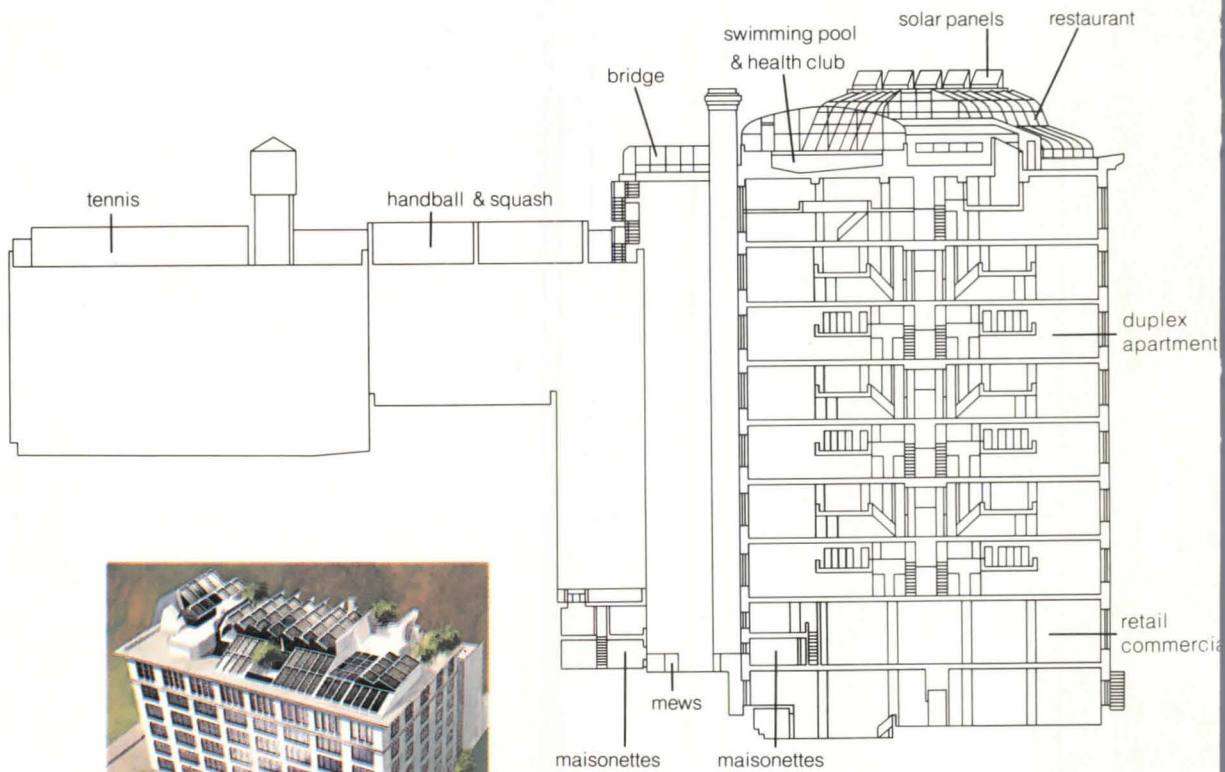 solar panels
restaurant
swimming pool
& health club
bridge
tennis
handball & squash
duplex
apartment
retail
commercia
mews
maisonettes
maisonettes